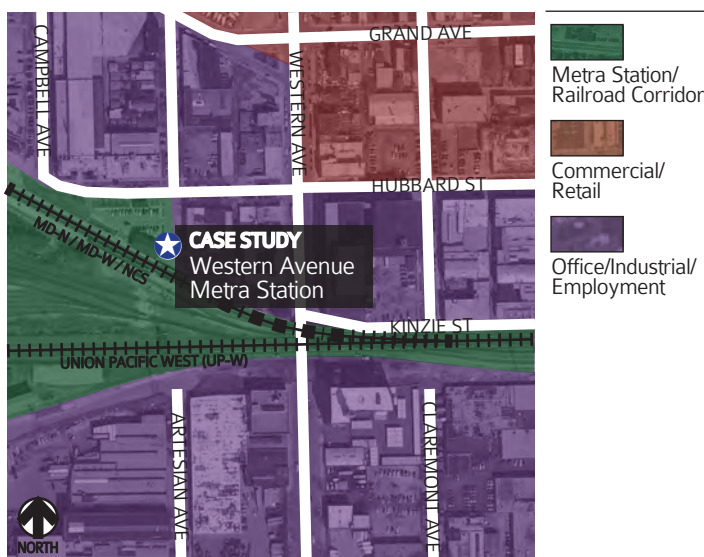 GRAND AVE
CAMPBELL AVE
WESTERN AVE
HUBBARD ST
MD-N / MD-W / NCS
CASE STUDY
Western Avenue
Metra Station
KINZIE ST
UNION PACIFIC WEST (UP-W)
ARTESIAN AVE
CLAREMONT AVE
NORTH
Metra Station/
Railroad Corridor
Commercial/
Retail
Office/Industrial/
Employment